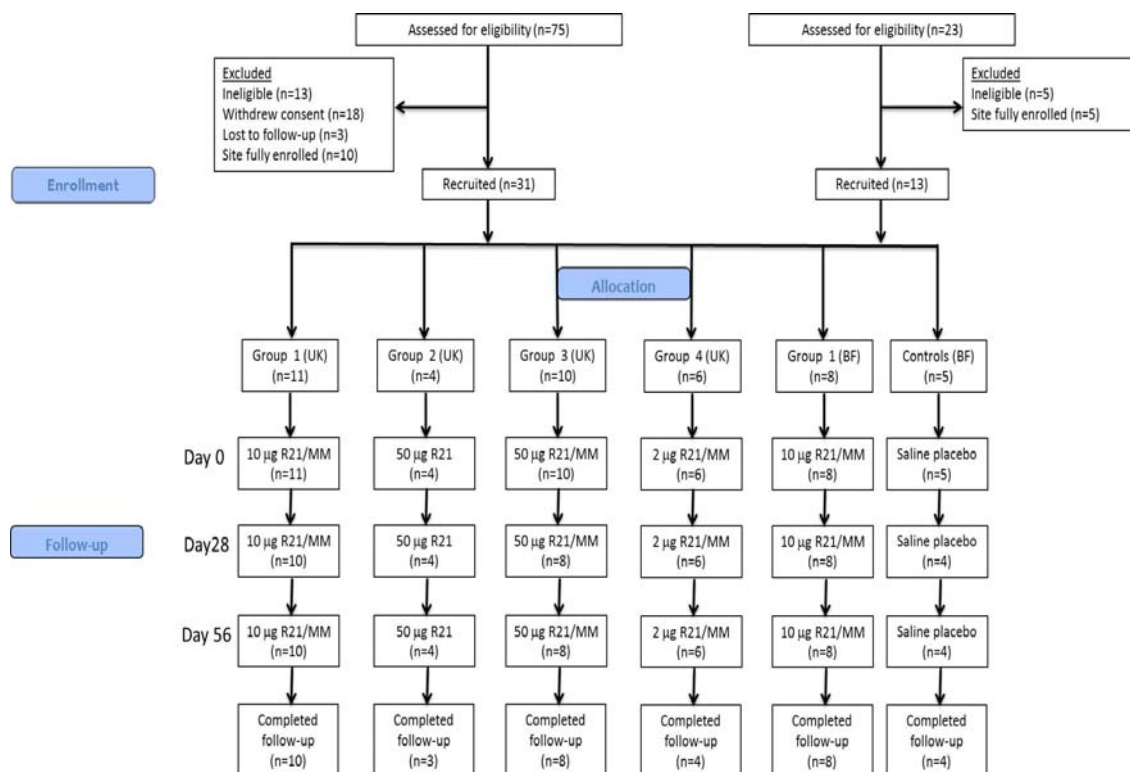 Assessed for eligibility (n=75)
Assessed for eligibility (n=23)
Excluded
Ineligible (n=13)
Withdrew consent (n=18)
Lost to follow-up (n=3)
Site fully enrolled (n=10)
Excluded
Ineligible (n=5)
Site fully enrolled (n=5)
Enrollment
Recruited (n=31)
Recruited (n=13)
Allocation
Group 1 (UK)
(n=11)
Group 2 (UK)
(n=4)
Group 3 (UK)
(n=10)
Group 4 (UK)
(n=6)
Group 1 (BF)
(n=8)
Controls (BF)
(n=5)
Day 0
10 µg R21/MM
(n=11)
50 µg R21
(n=4)
50 µg R21/MM
(n=10)
2 µg R21/MM
(n=6)
10 µg R21/MM
(n=8)
Saline placebo
(n=5)
Follow-up
Day28
10 µg R21/MM
(n=10)
50 µg R21
(n=4)
50 µg R21/MM
(n=8)
2 µg R21/MM
(n=6)
10 µg R21/MM
(n=8)
Saline placebo
(n=4)
Day 56
10 µg R21/MM
(n=10)
50 µg R21
(n=4)
50 µg R21/MM
(n=8)
2 µg R21/MM
(n=6)
10 µg R21/MM
(n=8)
Saline placebo
(n=4)
Completed
follow-up
(n=10)
Completed
follow-up
(n=3)
Completed
follow-up
(n=8)
Completed
follow-up
(n=4)
Completed
follow-up
(n=8)
Completed
follow-up
(n=4)